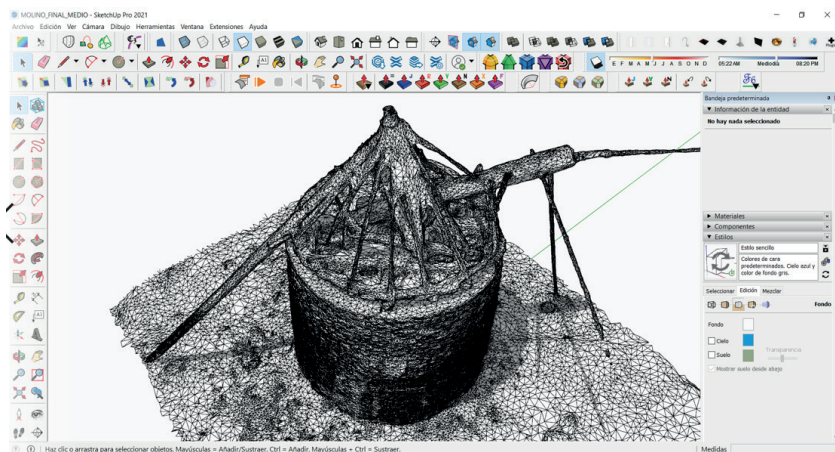 MOLINO_FINAL_MEDIO - SketchUp Pro 2021
Archivo Edición Ver Cámara Dibujo Herramientas Ventana Extensiones Ayuda
E F M A M J J A S O N D 05:22 AM Mediodía 08:20 PM
Bandeja predeterminada
Información de la entidad
No hay nada seleccionado
Materiales
Componentes
Estilos
Estilo sencillo
Colores de cara
predeterminados. Cielo azul y
color de fondo gris.
Seleccionar Edición Mezclar
Fondo
Fondo
Cielo
Suelo
Transparencia
Mostrar suelo desde abajo
Haz clic o arrastra para seleccionar objetos. Mayúsculas = Añadir/Sustraer. Ctrl = Añadir. Mayúsculas + Ctrl = Sustraer.
Medidas